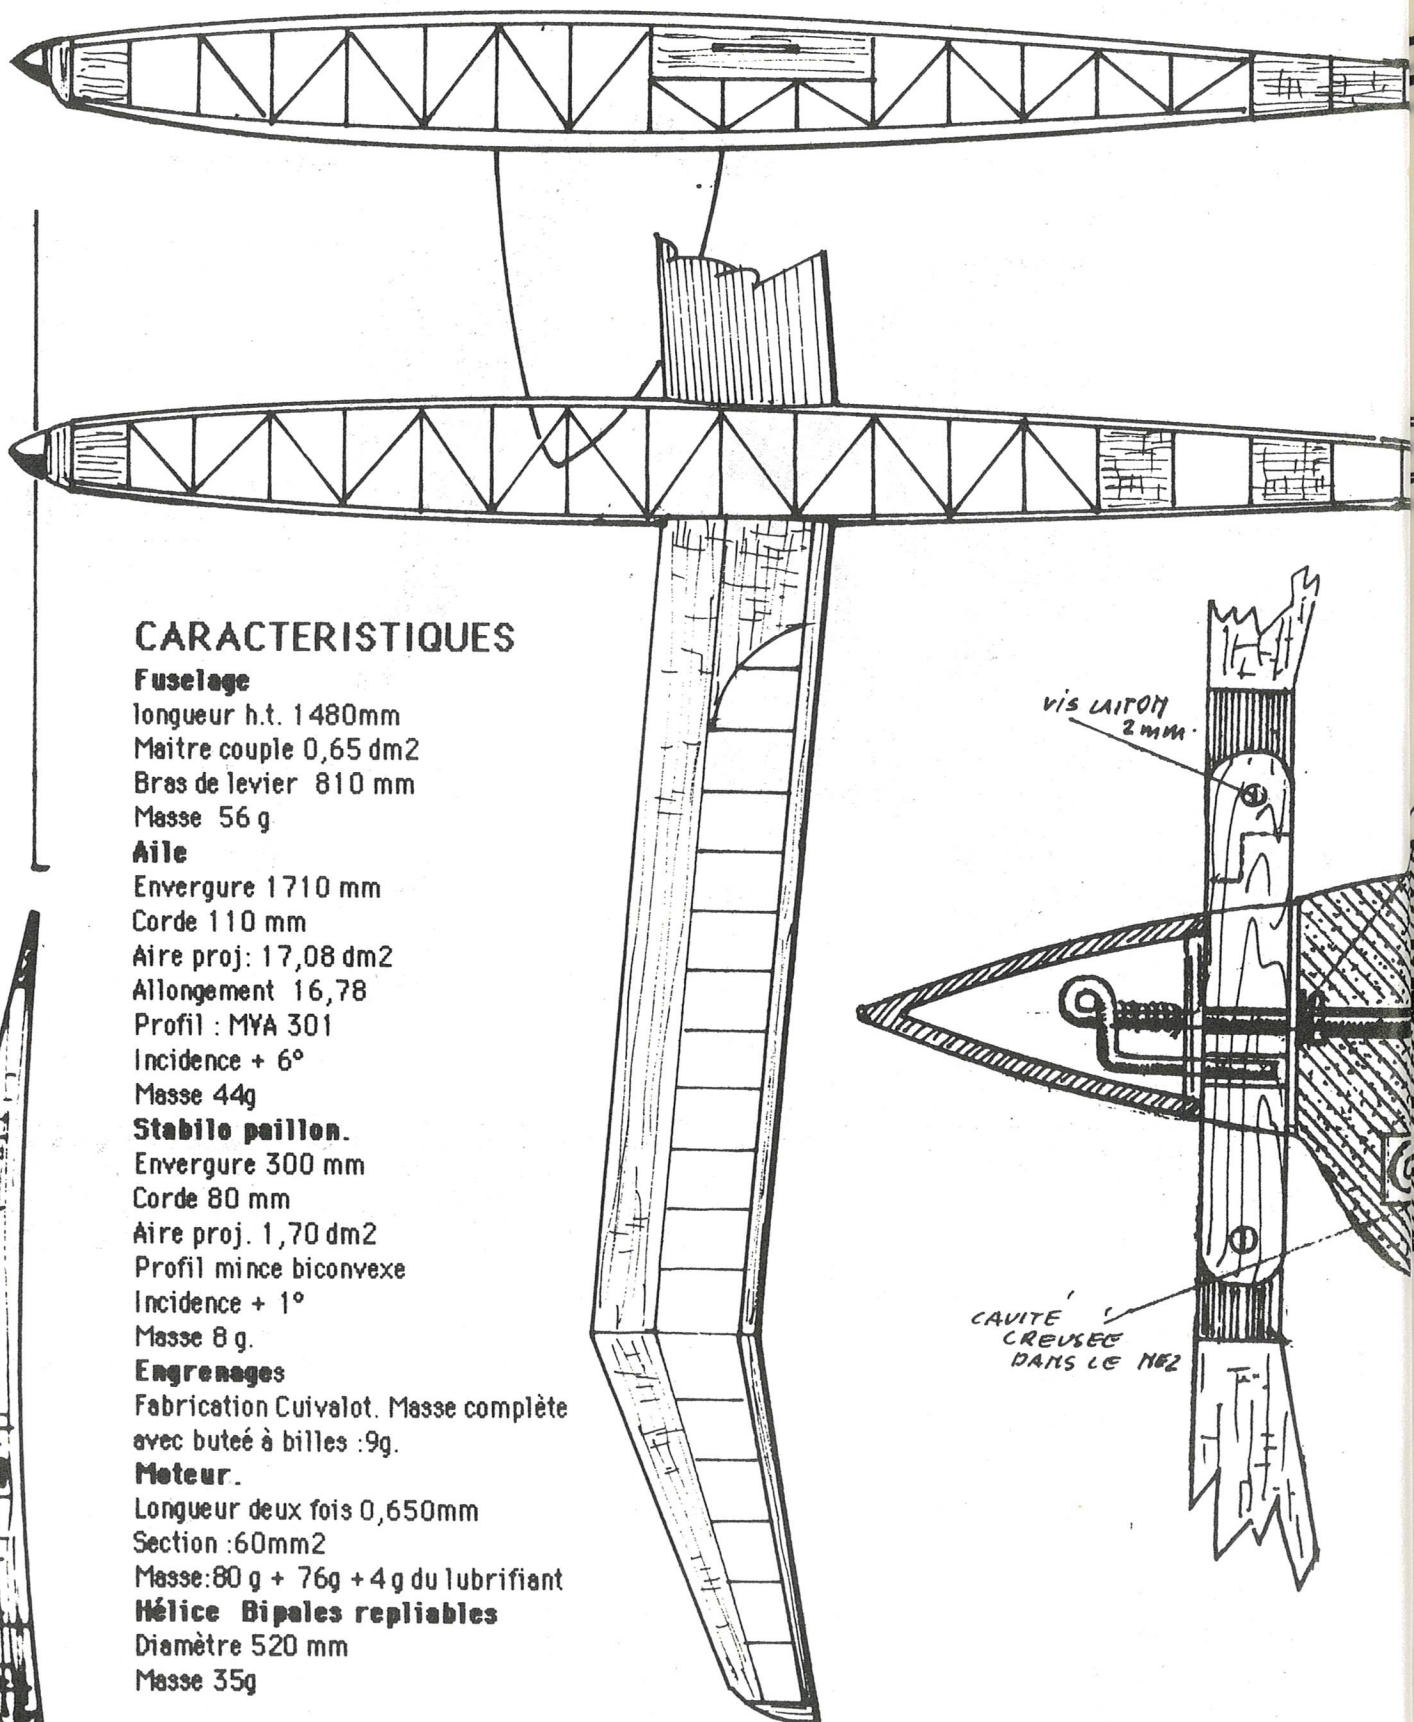 CARACTERISTIQUES
Fuselage
longueur h.t. 1480mm
Maitre couple 0,65 dm2
Bras de levier 810 mm
Masse 56 g
Aile
Envergure 1710 mm
Corde 110 mm
Aire proj: 17,08 dm2
Allongement 16,78
Profil : MVA 301
Incidence + 6°
Masse 44g
Stabilo paillon.
Envergure 300 mm
Corde 80 mm
Aire proj. 1,70 dm2
Profil mince biconvexe
Incidence + 1°
Masse 8 g.
Engrenages
Fabrication Cuivalot. Masse complète
avec buteé à billes :9g.
Moteur.
Longueur deux fois 0,650mm
Section :60mm2
Masse:80 g + 76g + 4 g du lubrifiant
Hélice Bipales repliables
Diamètre 520 mm
Masse 35g
vis LAITON
2 mm.
CAVITÉ
CREUSÉE
DANS LE NEZ